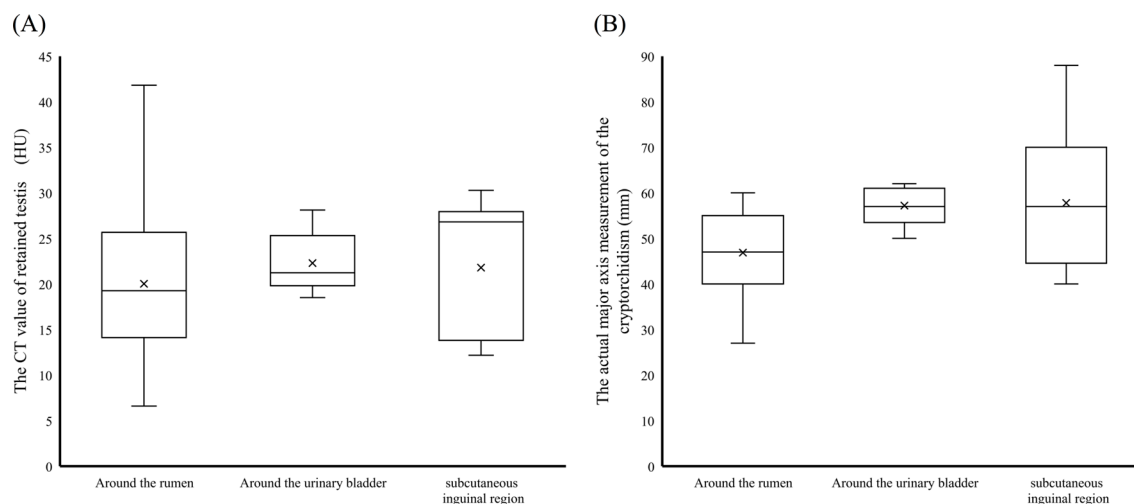 (A)
The CT value of retained testis (HU)
45
40
35
30
25
20
15
10
5
0
Around the rumen
Around the urinary bladder
subcutaneous
inguinal region
(B)
The actual major axis measurement of the
cryptorchidism (mm)
90
80
70
60
50
40
30
20
10
0
Around the rumen
Around the urinary bladder
subcutaneous
inguinal region